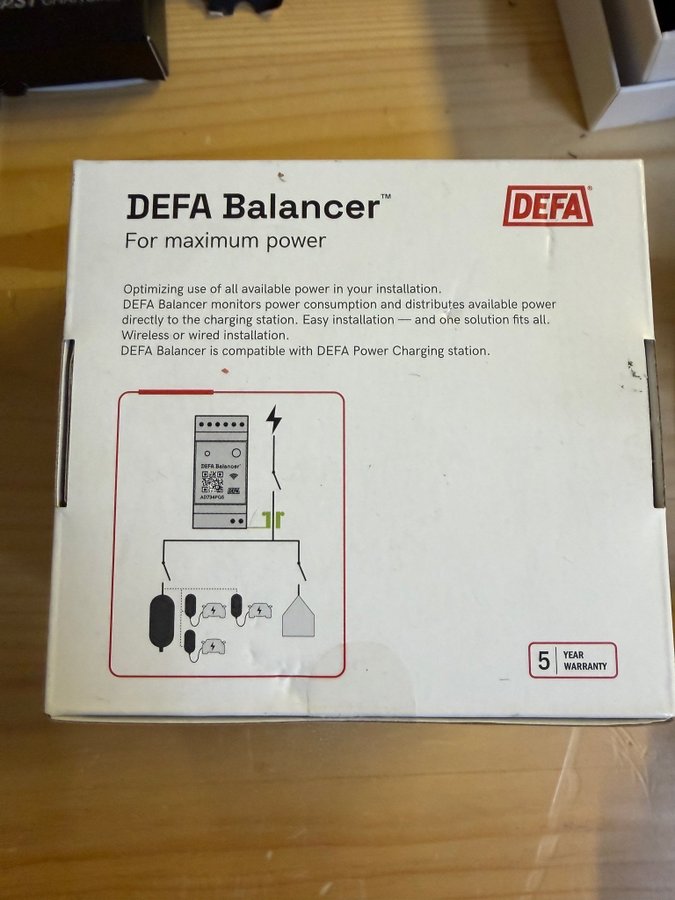 DEFA Balancer™
DEFA®
For maximum power
Optimizing use of all available power in your installation.
DEFA Balancer monitors power consumption and distributes available power
directly to the charging station. Easy installation — and one solution fits all.
Wireless or wired installation.
DEFA Balancer is compatible with DEFA Power Charging station.
DEFA Balancer
DEFA
5 YEAR
WARRANTY